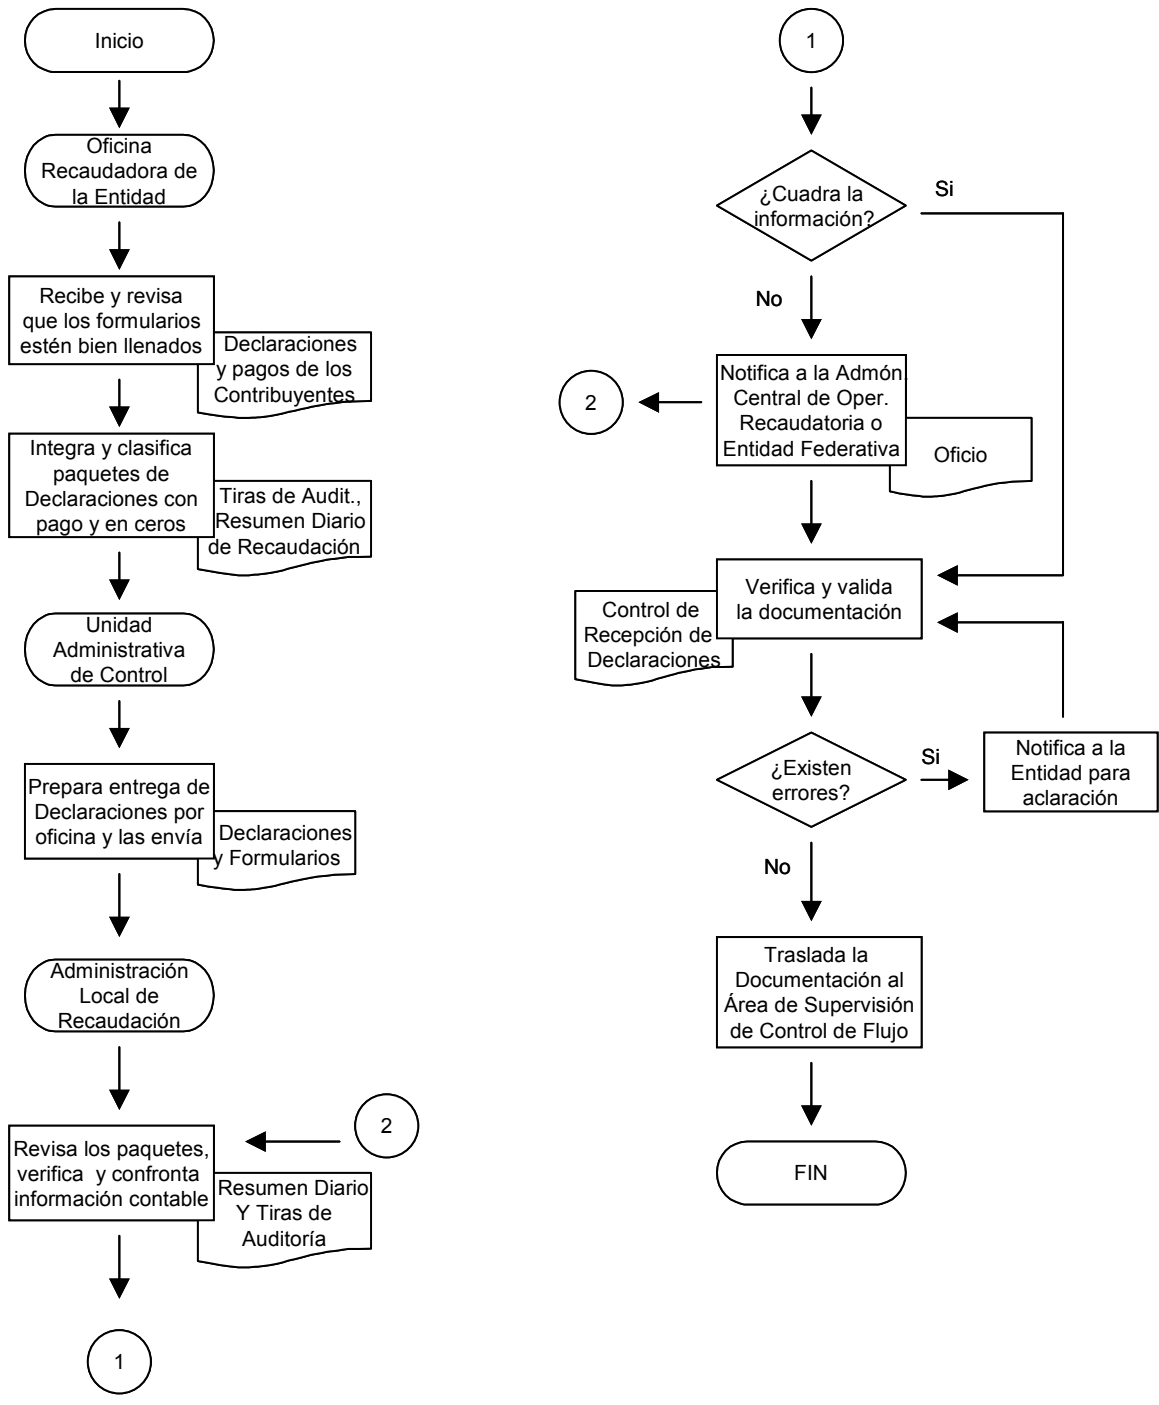 Inicio
Oficina
Recaudadora de
la Entidad
Recibe y revisa
que los formularios
estén bien llenados
Declaraciones
y pagos de los
Contribuyentes
Integra y clasifica
paquetes de
Declaraciones con
pago y en ceros
Tiras de Audit.,
Resumen Diario
de Recaudación
Unidad
Administrativa
de Control
Prepara entrega de
Declaraciones por
oficina y las envía
Declaraciones
y Formularios
Administración
Local de
Recaudación
2
Revisa los paquetes,
verifica y confronta
información contable
Resumen Diario
Y Tiras de
Auditoría
1
1
¿Cuadra la
información?
Si
No
Notifica a la Admón.
Central de Oper.
Recaudatoria o
Entidad Federativa
2
Oficio
Verifica y valida
la documentación
Control de
Recepción de
Declaraciones
¿Existen
errores?
Si
Notifica a la
Entidad para
aclaración
No
Traslada la
Documentación al
Área de Supervisión
de Control de Flujo
FIN